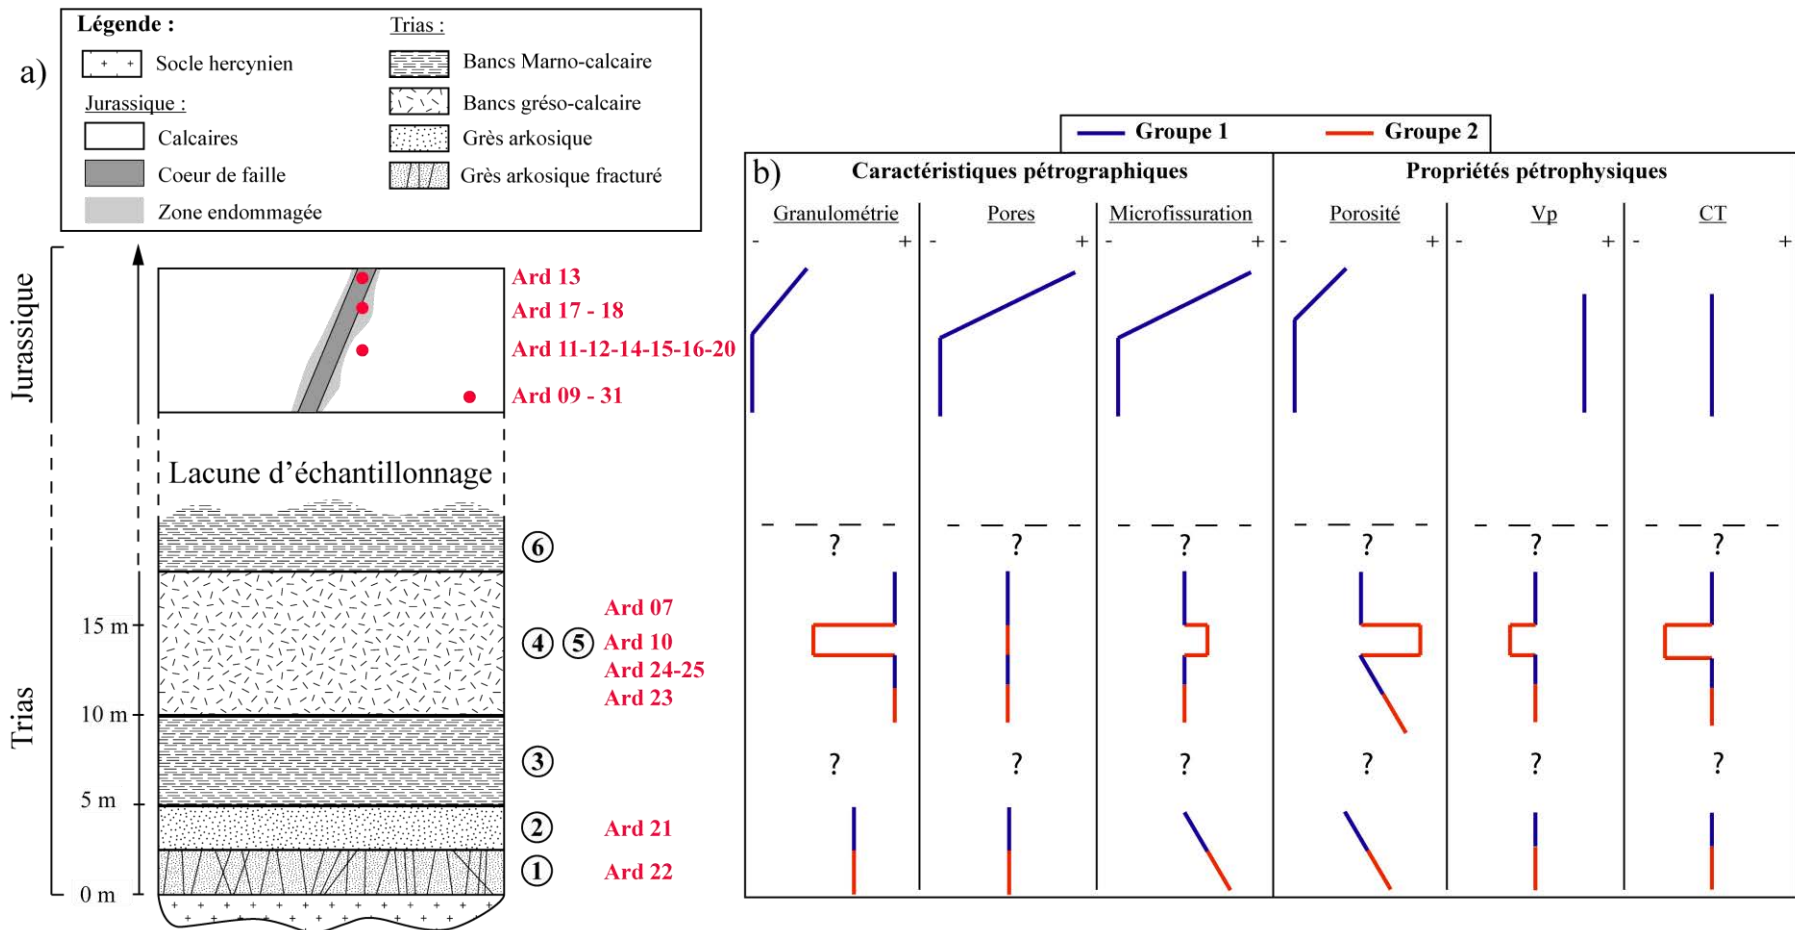 a)
Légende :
Socle hercynien
Jurassique :
Calcaires
Coeur de faille
Zone endommagée
Trias :
Bancs Marno-calcaire
Bancs gréso-calcaire
Grès arkosique
Grès arkosique fracturé
Jurassique
Ard 13
Ard 17 - 18
Ard 11-12-14-15-16-20
Ard 09 - 31
Lacune d'échantillonnage
Trias
15 m
10 m
5 m
0 m
6
4 5
3
2
1
Ard 07
Ard 10
Ard 24-25
Ard 23
Ard 21
Ard 22
Groupe 1 Groupe 2
b)
Caractéristiques pétrographiques Propriétés pétrophysiques
Granulométrie Pores Microfissuration Porosité Vp CT
- + - + - + - + - + - +
? ? ? ? ? ?
? ? ? ? ? ?